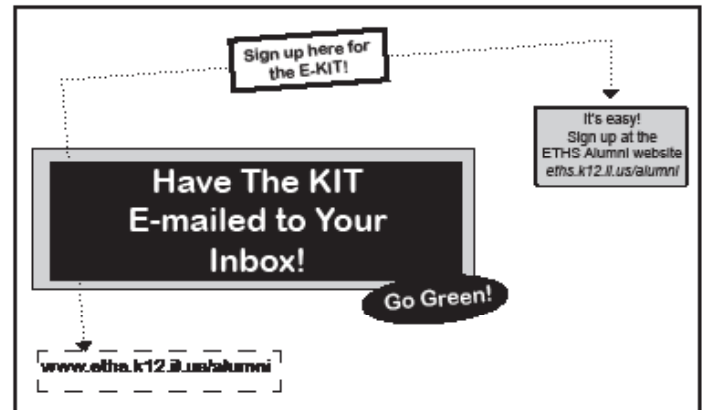 Sign up here for
the E-KIT!
It's easy!
Sign up at the
ETHS Alumni website
eths.k12.il.us/alumni
Have The KIT
E-mailed to Your
Inbox!
Go Green!
www.eths.k12.il.us/alumni